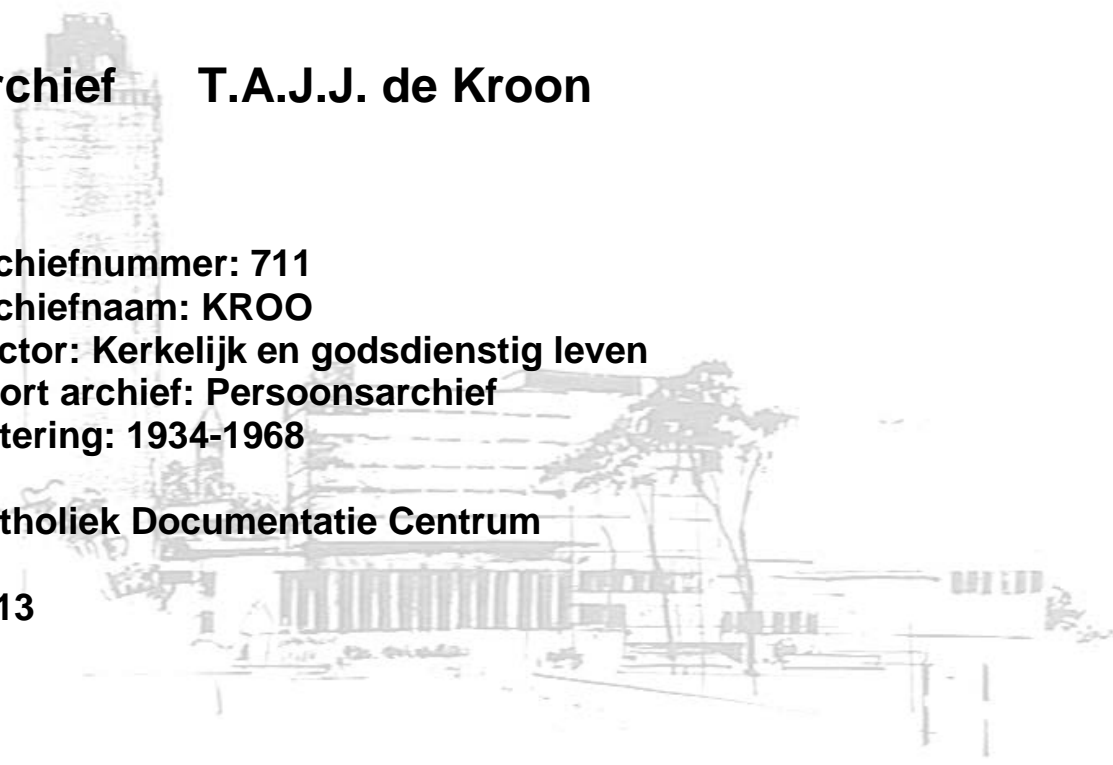 rchief T.A.J.J. de Kroon
chiefnummer: 711
chiefnaam: KROO
ctor: Kerkelijk en godsdienstig leven
ort archief: Persoonsarchief
tering: 1934-1968
tholiek Documentatie Centrum
13